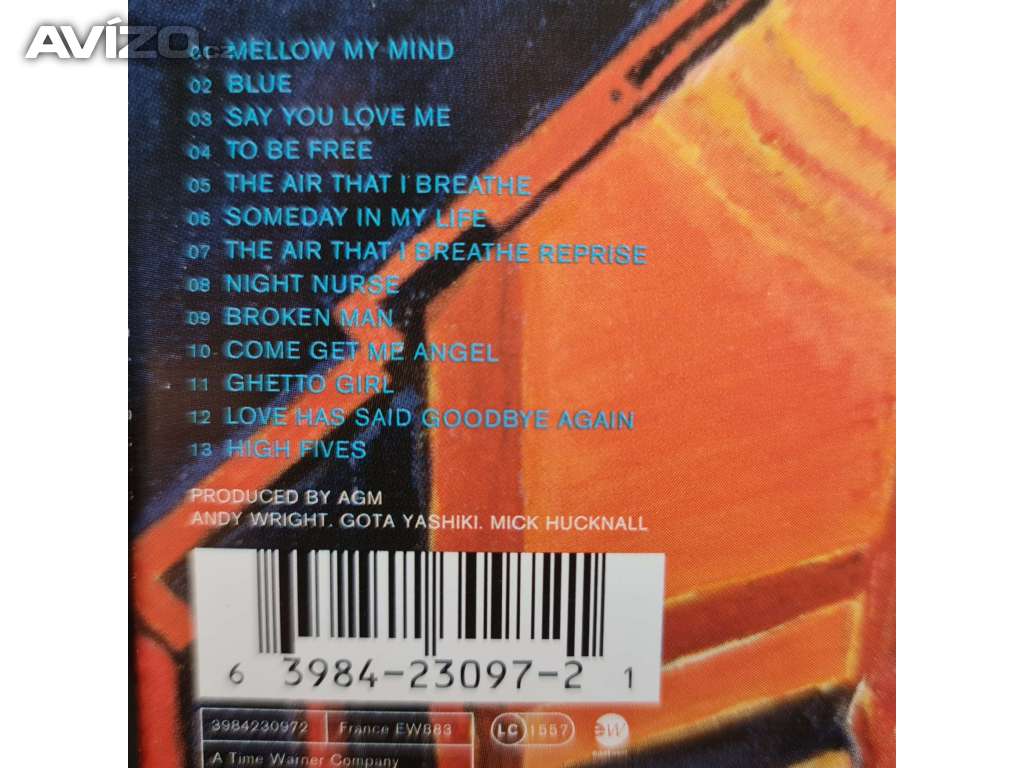 AVÍZO.cz
01 MELLOW MY MIND
02 BLUE
03 SAY YOU LOVE ME
04 TO BE FREE
05 THE AIR THAT I BREATHE
06 SOMEDAY IN MY LIFE
07 THE AIR THAT I BREATHE REPRISE
08 NIGHT NURSE
09 BROKEN MAN
10 COME GET ME ANGEL
11 GHETTO GIRL
12 LOVE HAS SAID GOODBYE AGAIN
13 HIGH FIVES
PRODUCED BY AGM
ANDY WRIGHT. GOTA YASHIKI. MICK HUCKNALL
6 3984-23097-2 1
3984230972 France EW883 LC 1557 ew
A Time Warner Company